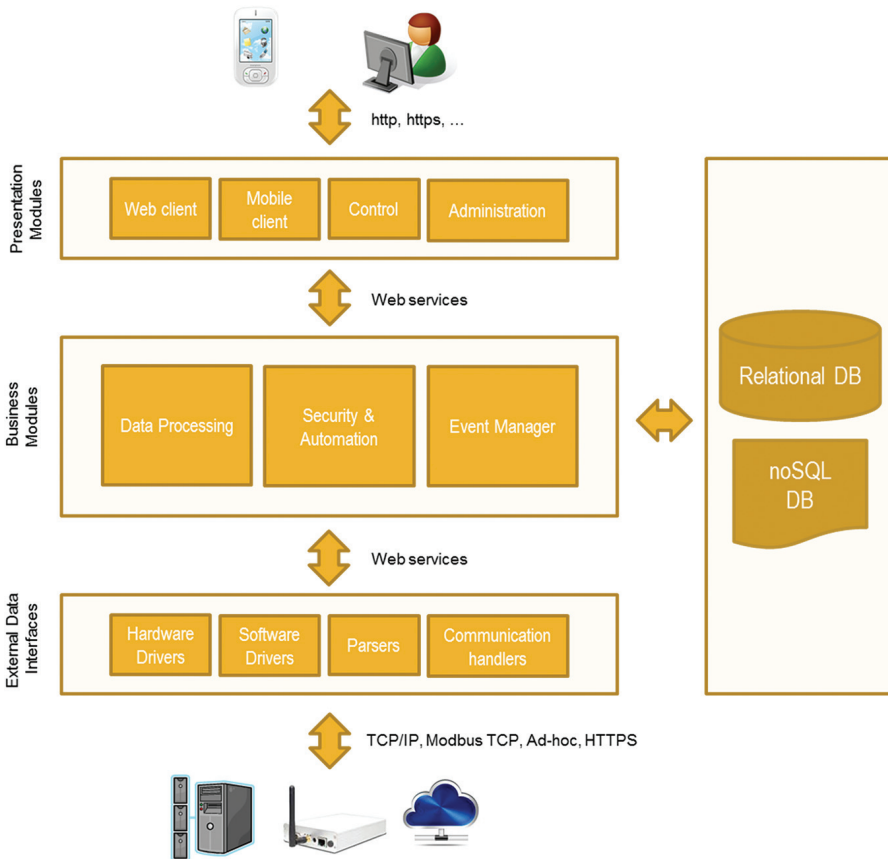 http, https, ...
Presentation
Modules
Web client
Mobile
client
Control
Administration
Web services
Business
Modules
Data Processing
Security &
Automation
Event Manager
Relational DB
noSQL
DB
Web services
External Data
Interfaces
Hardware
Drivers
Software
Drivers
Parsers
Communication
handlers
TCP/IP, Modbus TCP, Ad-hoc, HTTPS